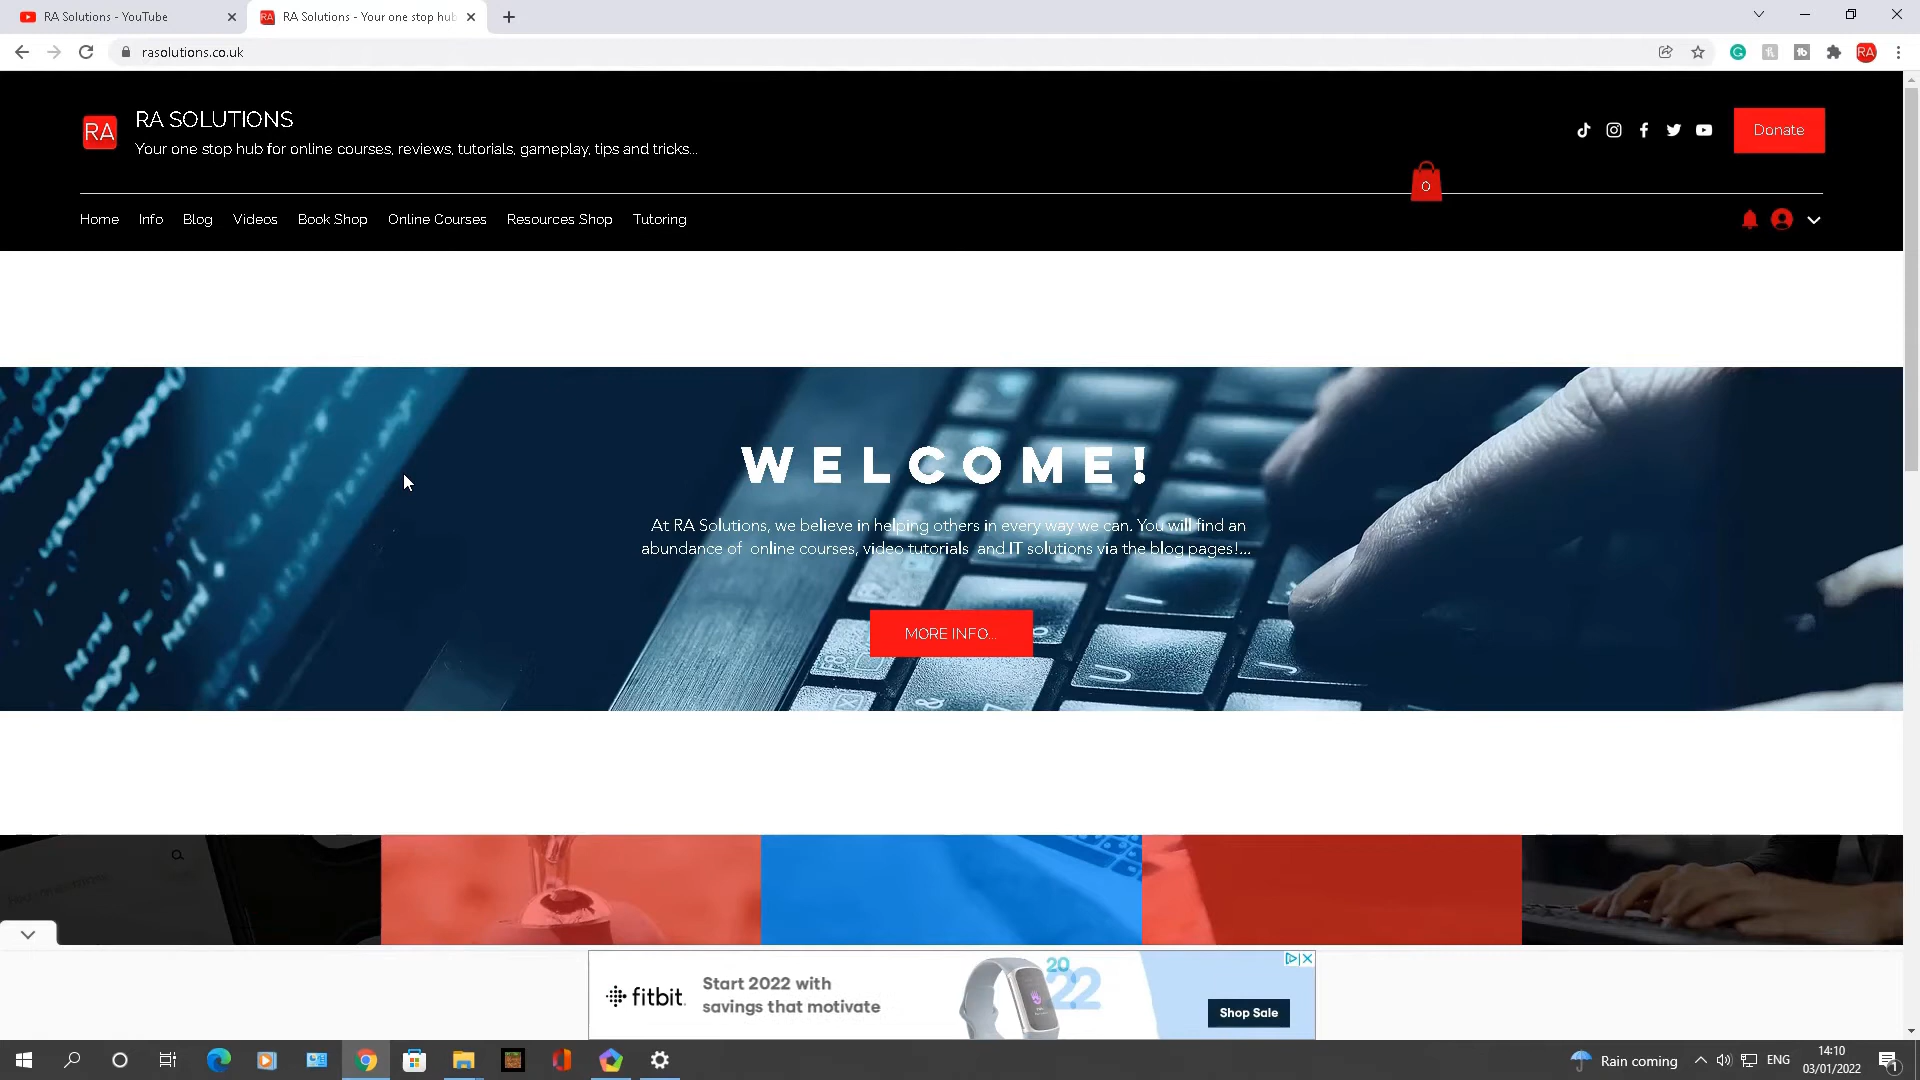 RA Solutions - YouTube
RA Solutions - Your one stop hub
rasolutions.co.uk
RA
RA
RA SOLUTIONS
Your one stop hub for online courses, reviews, tutorials, gameplay, tips and tricks...
Donate
0
Home Info Blog Videos Book Shop Online Courses Resources Shop Tutoring
WELCOME!
At RA Solutions, we believe in helping others in every way we can. You will find an
abundance of online courses, video tutorials and IT solutions via the blog pages!...
MORE INFO...
U
J
fitbit
Start 2022 with
savings that motivate
2022
Shop Sale
Rain coming
ENG
14:10
03/01/2022
1